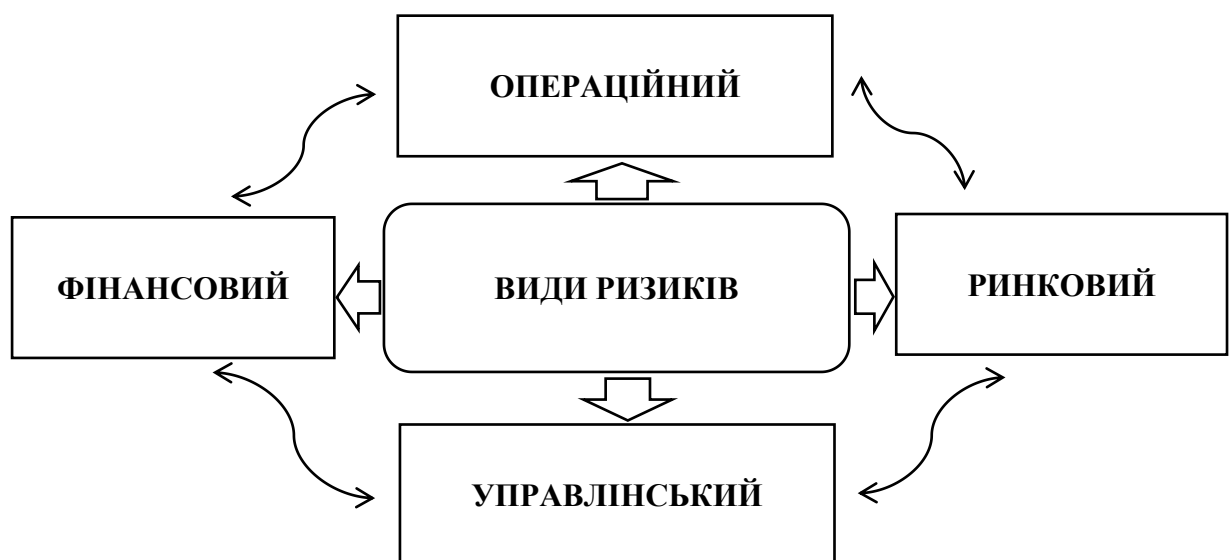 ОПЕРАЦІЙНИЙ
ФІНАНСОВИЙ
ВИДИ РИЗИКІВ
РИНКОВИЙ
УПРАВЛІНСЬКИЙ